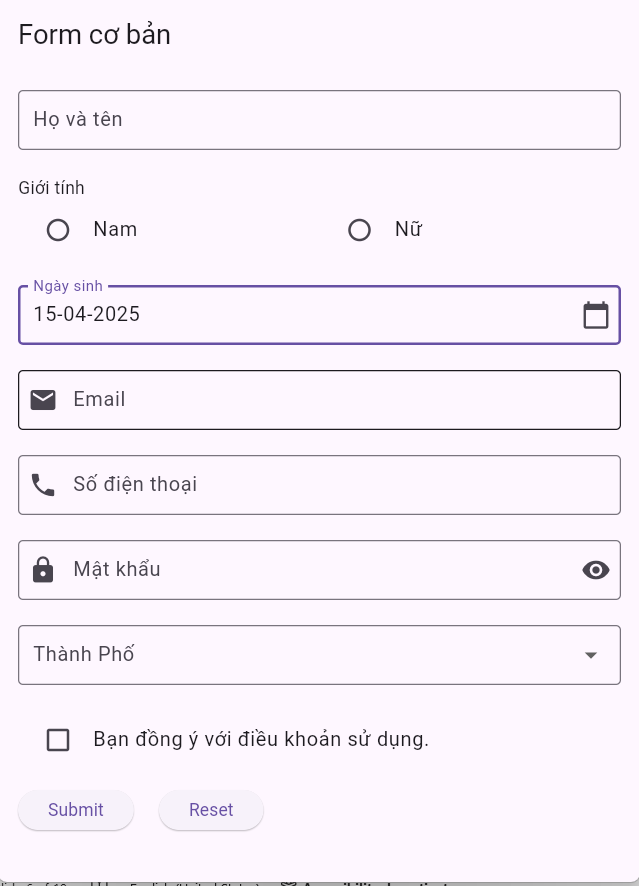 Form cơ bản
Họ và tên
Giới tính
Nam
Nữ
Ngày sinh
15-04-2025
Email
Số điện thoại
Mật khẩu
Thành Phố
Bạn đồng ý với điều khoản sử dụng.
Submit
Reset